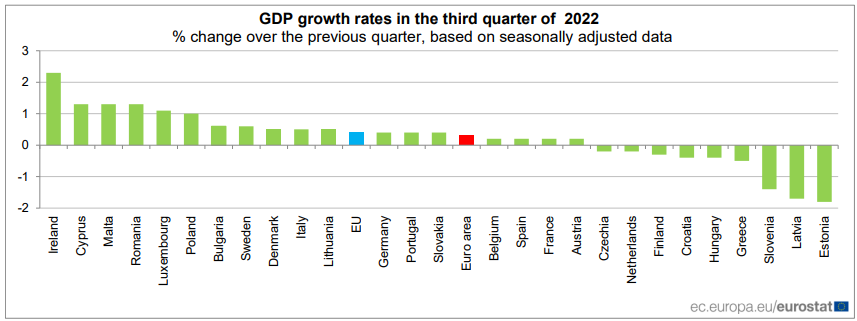 GDP growth rates in the third quarter of 2022
% change over the previous quarter, based on seasonally adjusted data
3
2
1
0
-1
-2
Ireland
Cyprus
Malta
Romania
Luxembourg
Poland
Bulgaria
Sweden
Denmark
Italy
Lithuania
EU
Germany
Portugal
Slovakia
Euro area
Belgium
Spain
France
Austria
Czechia
Netherlands
Finland
Croatia
Hungary
Greece
Slovenia
Latvia
Estonia
ec.europa.eu/eurostat